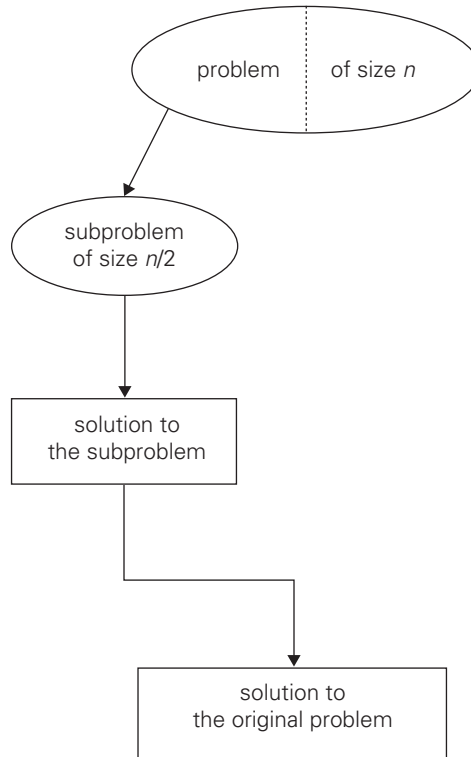 problem of size n
subproblem
of size n/2
solution to
the subproblem
solution to
the original problem